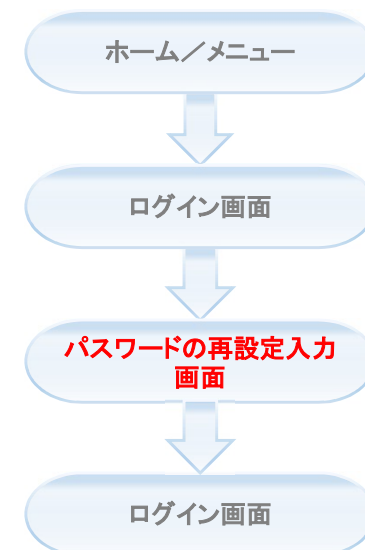 ホーム／メニュー
ログイン画面
パスワードの再設定入力
画面
ログイン画面